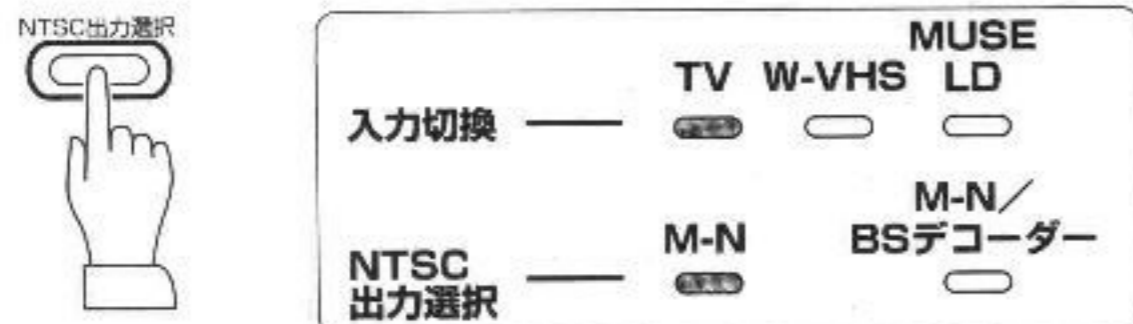 NTSC出力選択
MUSE
TV W-VHS LD
入力切換
M-N／
M-N BSデコーダー
NTSC
出力選択